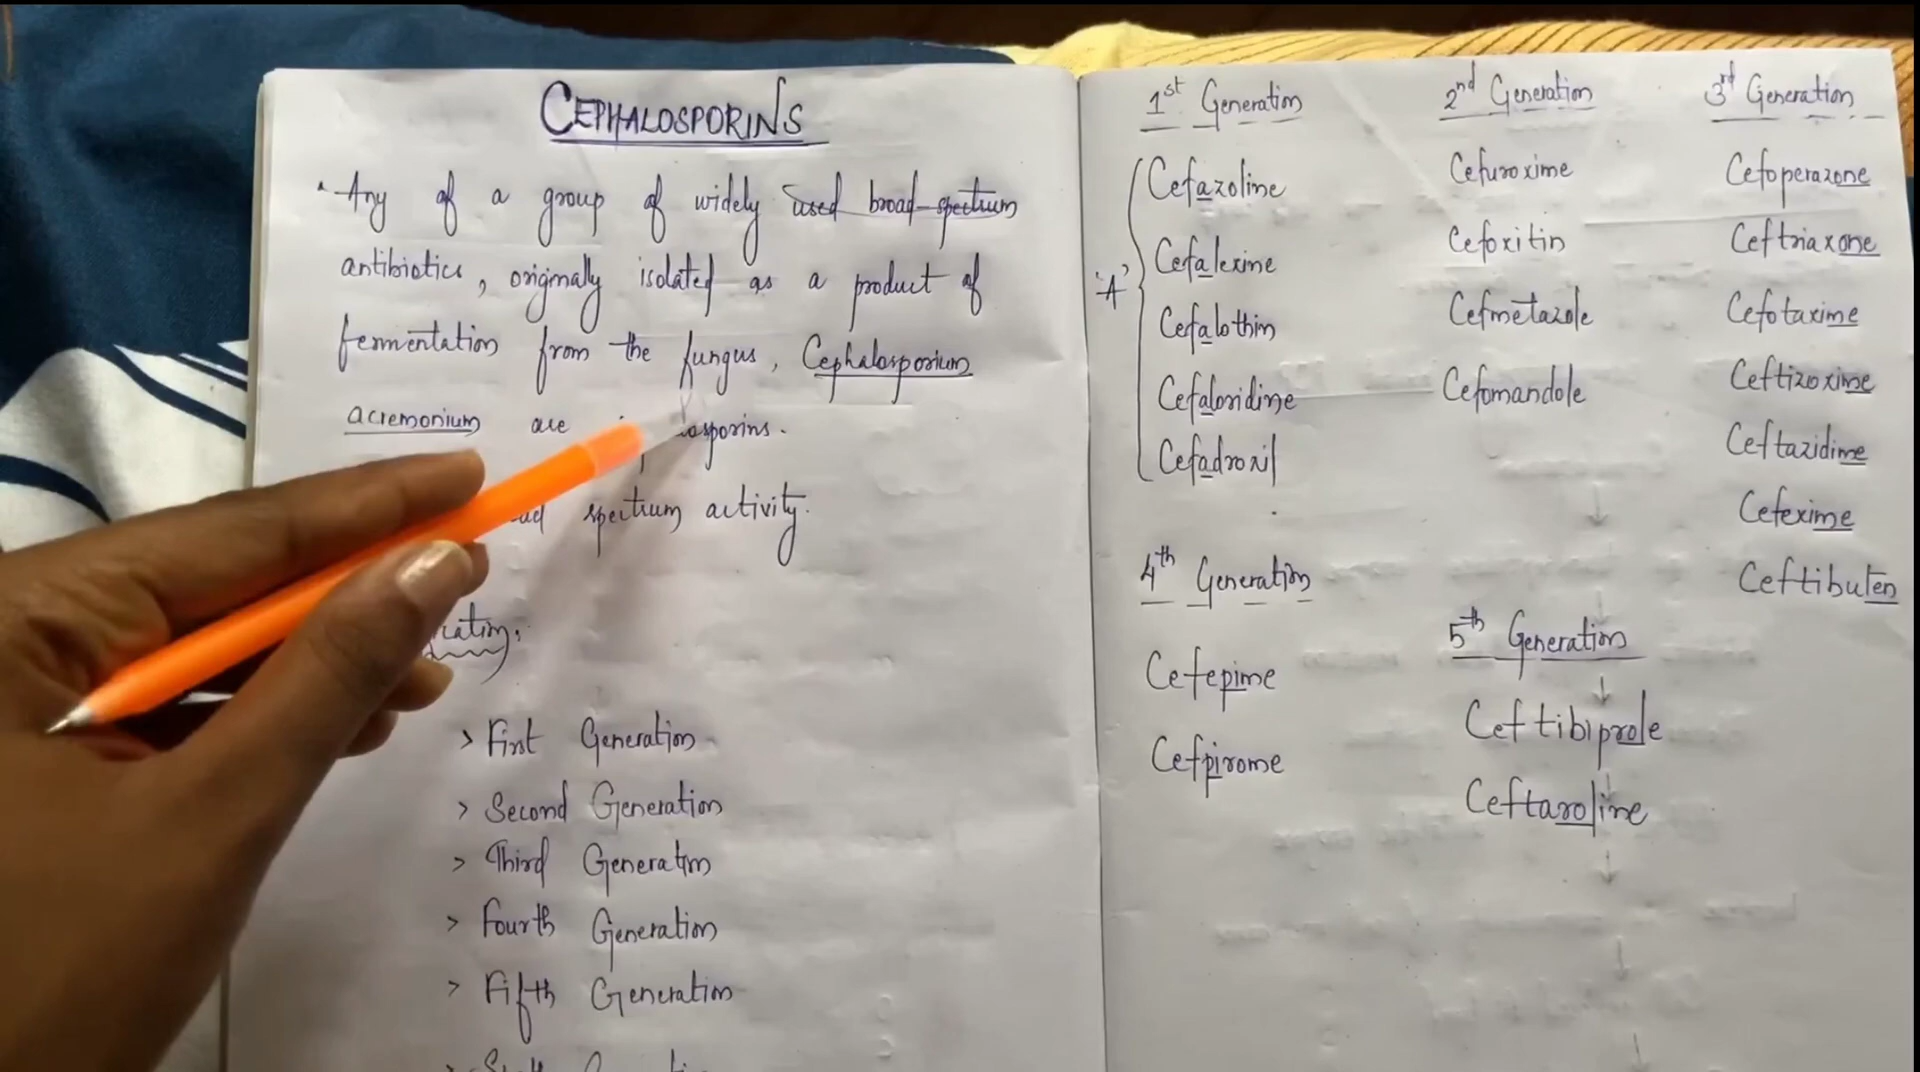 CEPHALOSPORINS
Any of a group of widely used broad-spectrum
antibiotics, originally isolated as a product of
fermentation from the fungus, Cephalosporium
acremonium are
spectrum activity.
> First Generation
> Second Generation
> Third Generation
> Fourth Generation
> Fifth Generation
1st Generation
'A'
Cefazoline
Cefalexine
Cefalothin
Cefaloridine
Cefadroxil
2nd Generation
Cefuroxime
Cefoxitin
Cefmetazole
Cefomandole
3rd Generation
Cefoperazone
Ceftriaxone
Cefotaxime
Ceftizoxime
Ceftazidime
Cefexime
Ceftibuten
4th Generation
Cefepime
Cefpirome
5th Generation
Ceftibiprole
Ceftaroline